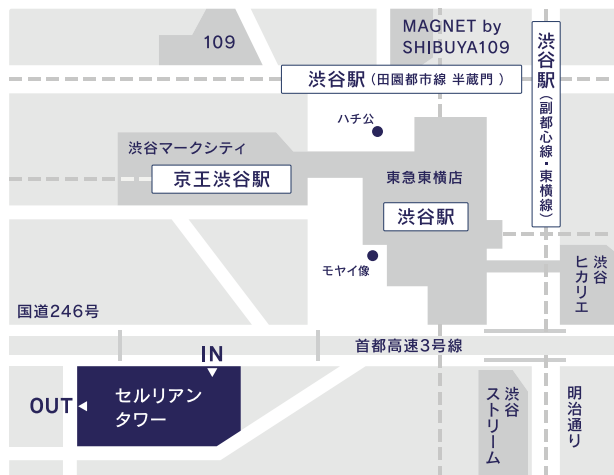 109
MAGNET by
SHIBUYA109
渋谷駅(田園都市線 半蔵門 )
渋谷駅(副都心線・東横線)
ハチ公
渋谷マークシティ
京王渋谷駅
東急東横店
渋谷駅
モヤイ像
渋谷
ヒカリエ
国道246号
首都高速3号線
IN
OUT
セルリアン
タワー
渋谷
ストリーム
明治通り